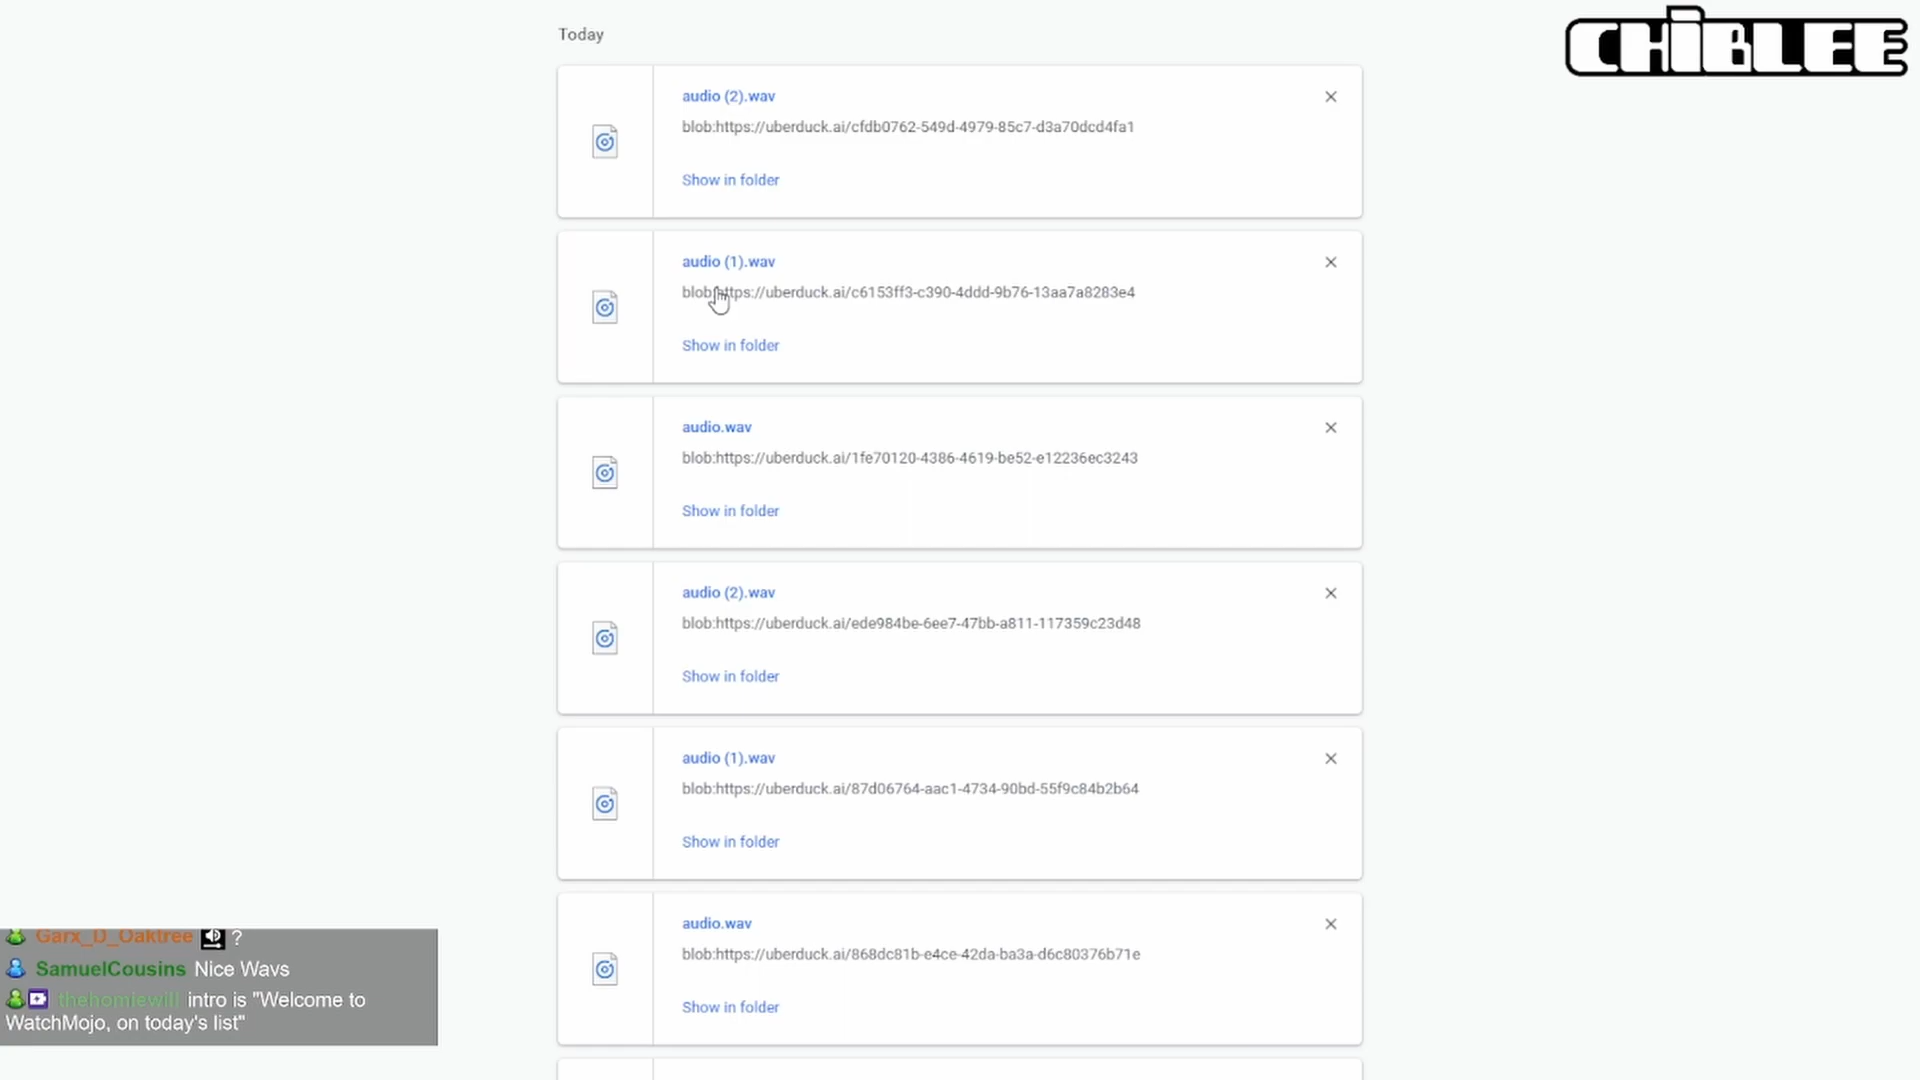 Today
CHIBLEE
audio (2).wav
blob:https://uberduck.ai/cfdb0762-549d-4979-85c7-d3a70dcd4fa1
Show in folder
audio (1).wav
blob:https://uberduck.ai/c6153ff3-c390-4ddd-9b76-13aa7a8283e4
Show in folder
audio.wav
blob:https://uberduck.ai/1fe70120-4386-4619-be52-e12236ec3243
Show in folder
audio (2).wav
blob:https://uberduck.ai/ede984be-6ee7-47bb-a811-117359c23d48
Show in folder
audio (1).wav
blob:https://uberduck.ai/87d06764-aac1-4734-90bd-55f9c84b2b64
Show in folder
audio.wav
blob:https://uberduck.ai/868dc81b-e4ce-42da-ba3a-d6c80376b71e
Show in folder
Garx_D_Oaktree ?
SamuelCousins Nice Wavs
thehomiewill intro is "Welcome to
WatchMojo, on today's list"